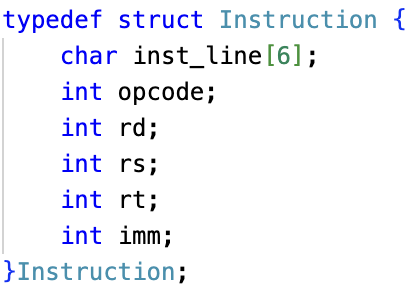 typedef struct Instruction {
    char inst_line[6];
    int opcode;
    int rd;
    int rs;
    int rt;
    int imm;
}Instruction;